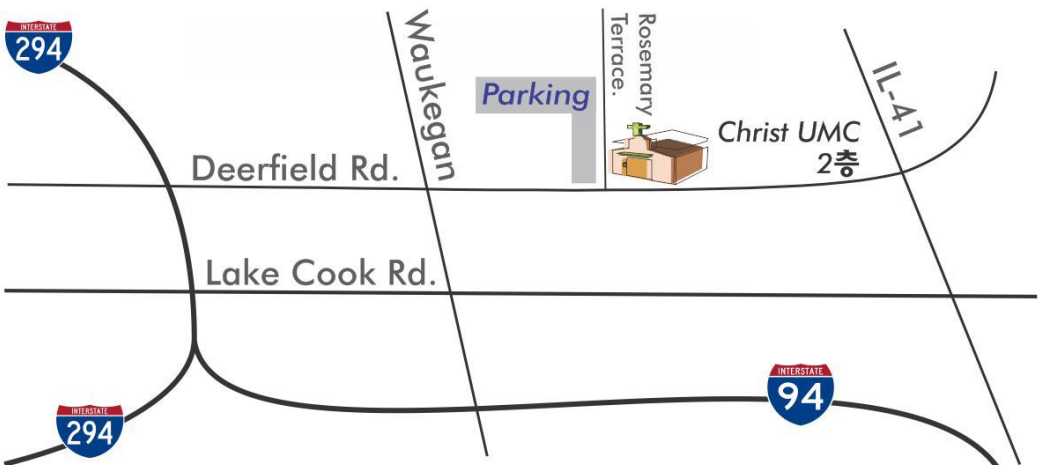 INTERSTATE
294
Waukegan
Parking
Rosemary
Terrace.
IL-41
Christ UMC
2층
Deerfield Rd.
Lake Cook Rd.
INTERSTATE
94
INTERSTATE
294